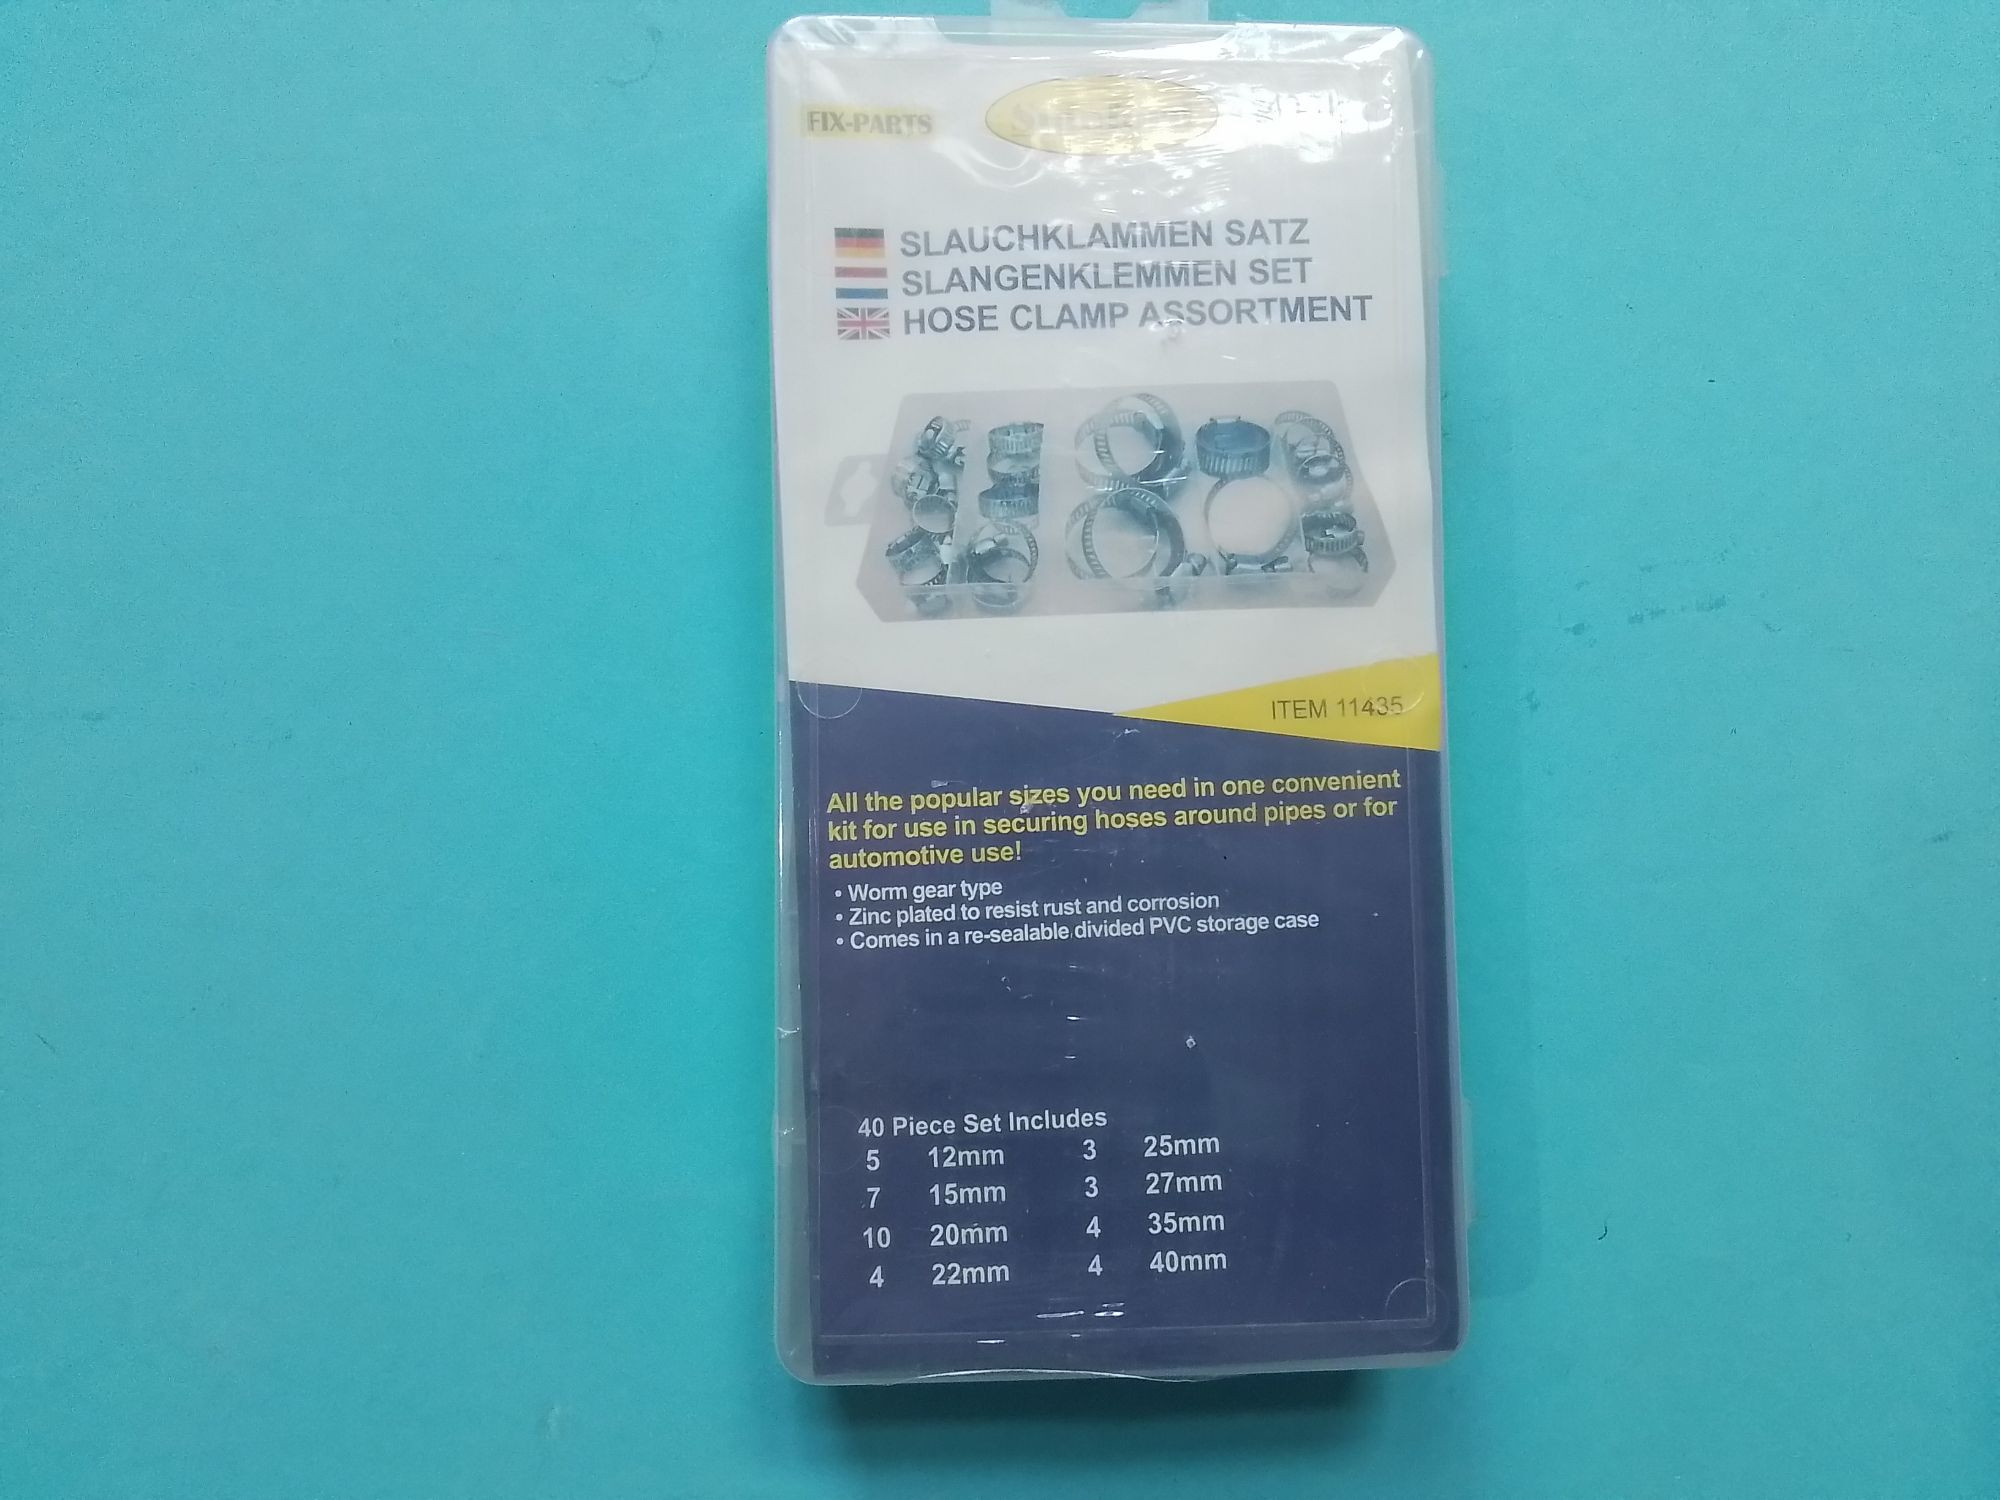 FIX-PARTS
SLAUCHKLAMMEN SATZ
SLANGENKLEMMEN SET
HOSE CLAMP ASSORTMENT
ITEM 11435
All the popular sizes you need in one convenient
kit for use in securing hoses around pipes or for
automotive use!
• Worm gear type
• Zinc plated to resist rust and corrosion
• Comes in a re-sealable divided PVC storage case
40 Piece Set Includes
5 12mm 3 25mm
7 15mm 3 27mm
10 20mm 4 35mm
4 22mm 4 40mm